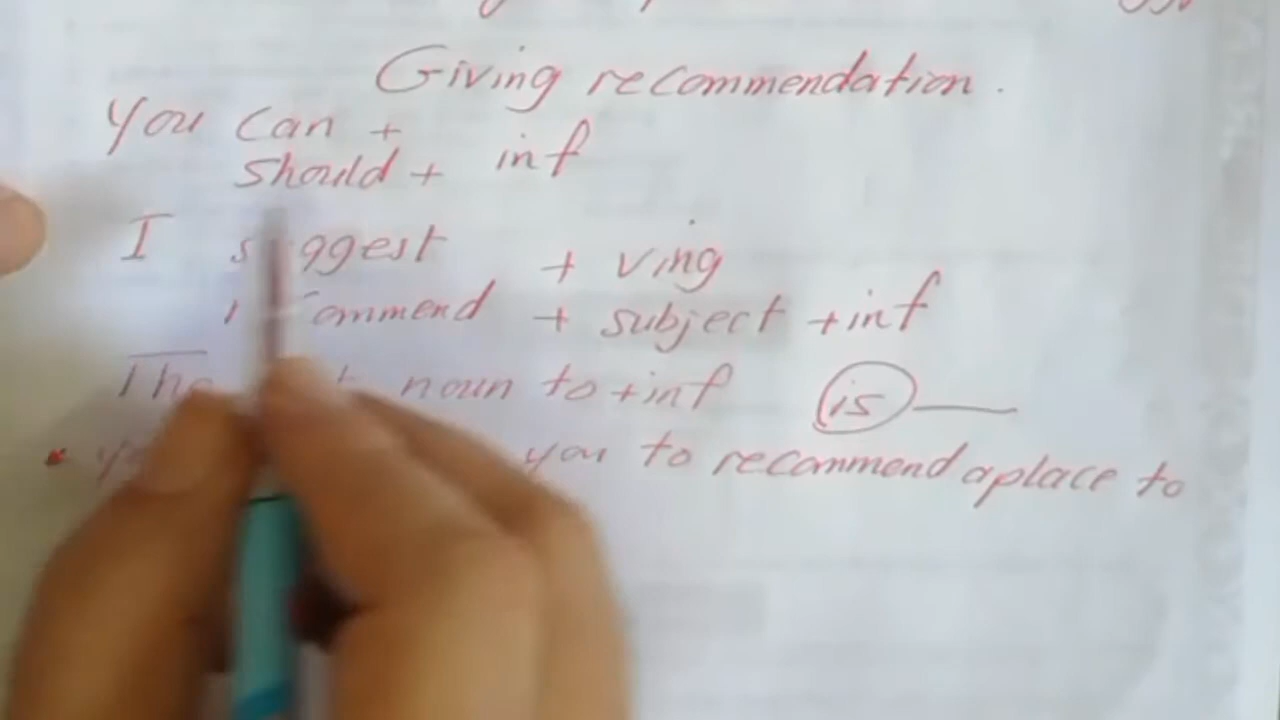 Giving recommendation.
You can +
should + inf
I suggest + ving
+ subject + inf
noun to + inf is
you to recommend a place to